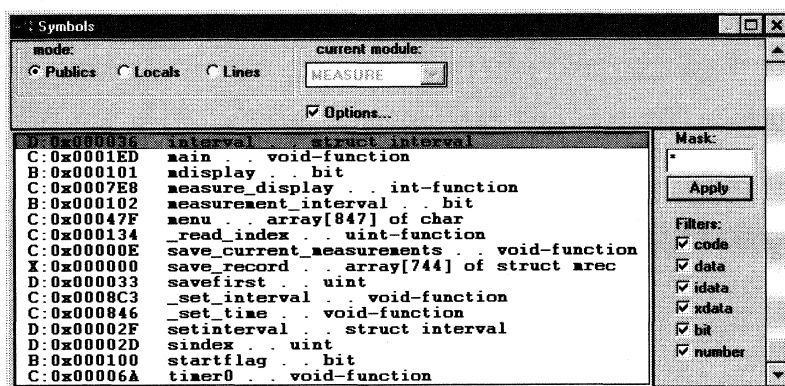 Symbols
mode:
current module:
Publics Locals Lines
MEASURE
Options...
D:0x000036 interval . . struct interval
C:0x0001ED main . . void-function
B:0x000101 mdisplay . . bit
C:0x0007E8 measure_display . . int-function
B:0x000102 measurement_interval . . bit
C:0x00047F menu . . array[847] of char
C:0x000134 _read_index . . uint-function
C:0x00000E save_current_measurements . . void-function
X:0x000000 save_record . . array[744] of struct mrec
D:0x000033 savefirst . . uint
C:0x0008C3 _set_interval . . void-function
C:0x000846 _set_time . . void-function
D:0x00002F setinterval . . struct interval
D:0x00002D sindex . . uint
B:0x000100 startflag . . bit
C:0x00006A timer0 . . void-function
Mask:
*
Apply
Filters:
code
data
idata
xdata
bit
number